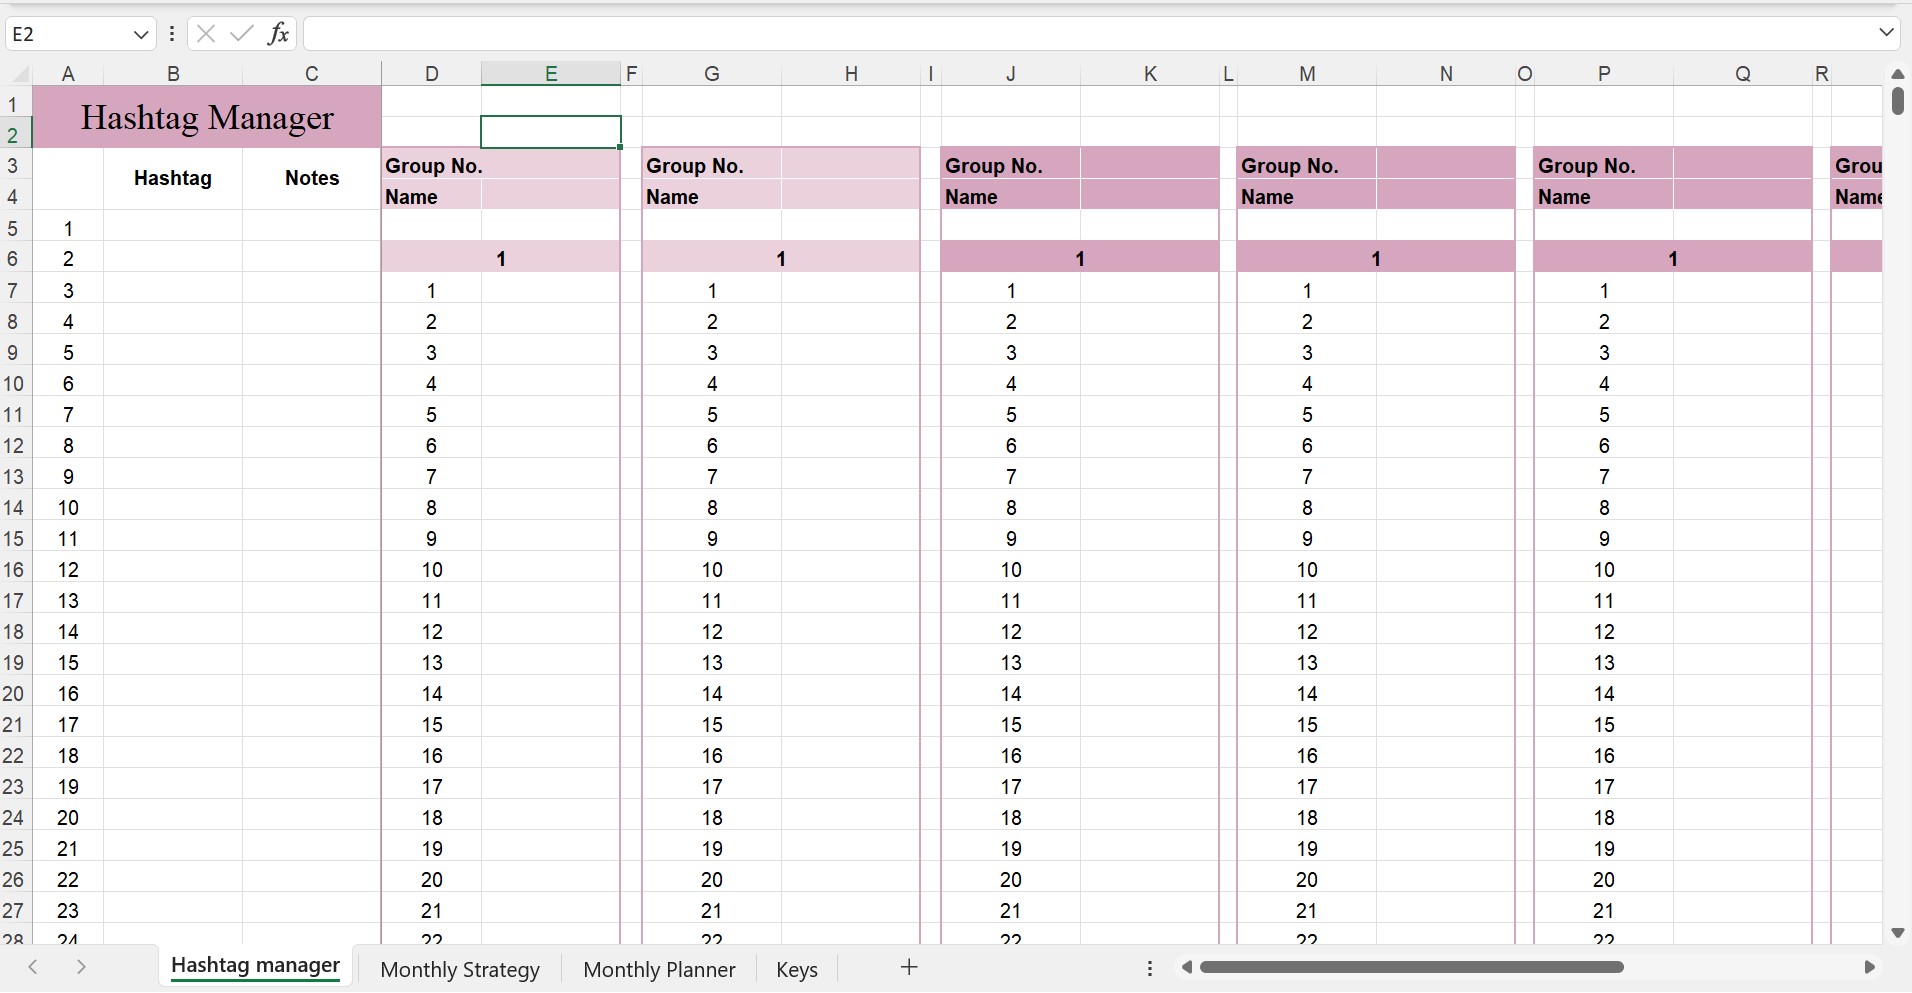 E2 fx
A B C D E F G H I J K L M N O P Q R
1 Hashtag Manager
2
3 Hashtag Notes Group No. Group No. Group No. Group No. Group No. Grou
4 Name Name Name Name Name Name
5 1
6 2 1 1 1 1 1
7 3 1 1 1 1 1
8 4 2 2 2 2 2
9 5 3 3 3 3 3
10 6 4 4 4 4 4
11 7 5 5 5 5 5
12 8 6 6 6 6 6
13 9 7 7 7 7 7
14 10 8 8 8 8 8
15 11 9 9 9 9 9
16 12 10 10 10 10 10
17 13 11 11 11 11 11
18 14 12 12 12 12 12
19 15 13 13 13 13 13
20 16 14 14 14 14 14
21 17 15 15 15 15 15
22 18 16 16 16 16 16
23 19 17 17 17 17 17
24 20 18 18 18 18 18
25 21 19 19 19 19 19
26 22 20 20 20 20 20
27 23 21 21 21 21 21
28 24 22 22 22 22 22
Hashtag manager Monthly Strategy Monthly Planner Keys +